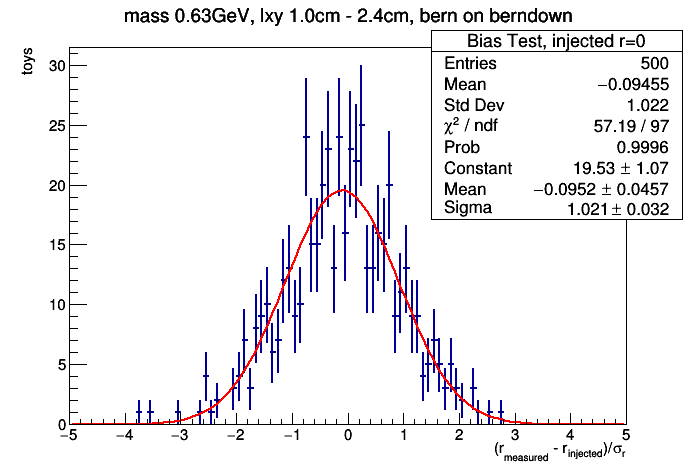 mass 0.63GeV, lxy 1.0cm - 2.4cm, bern on berndown
Bias Test, injected r=0
Entries 500
Mean −0.09455
Std Dev 1.022
χ² / ndf 57.19 / 97
Prob 0.9996
Constant 19.53 ± 1.07
Mean −0.0952 ± 0.0457
Sigma 1.021 ± 0.032
toys
30
25
20
15
10
5
0
−5 −4 −3 −2 −1 0 1 2 3 4 5
(r_measured - r_injected)/σ_r